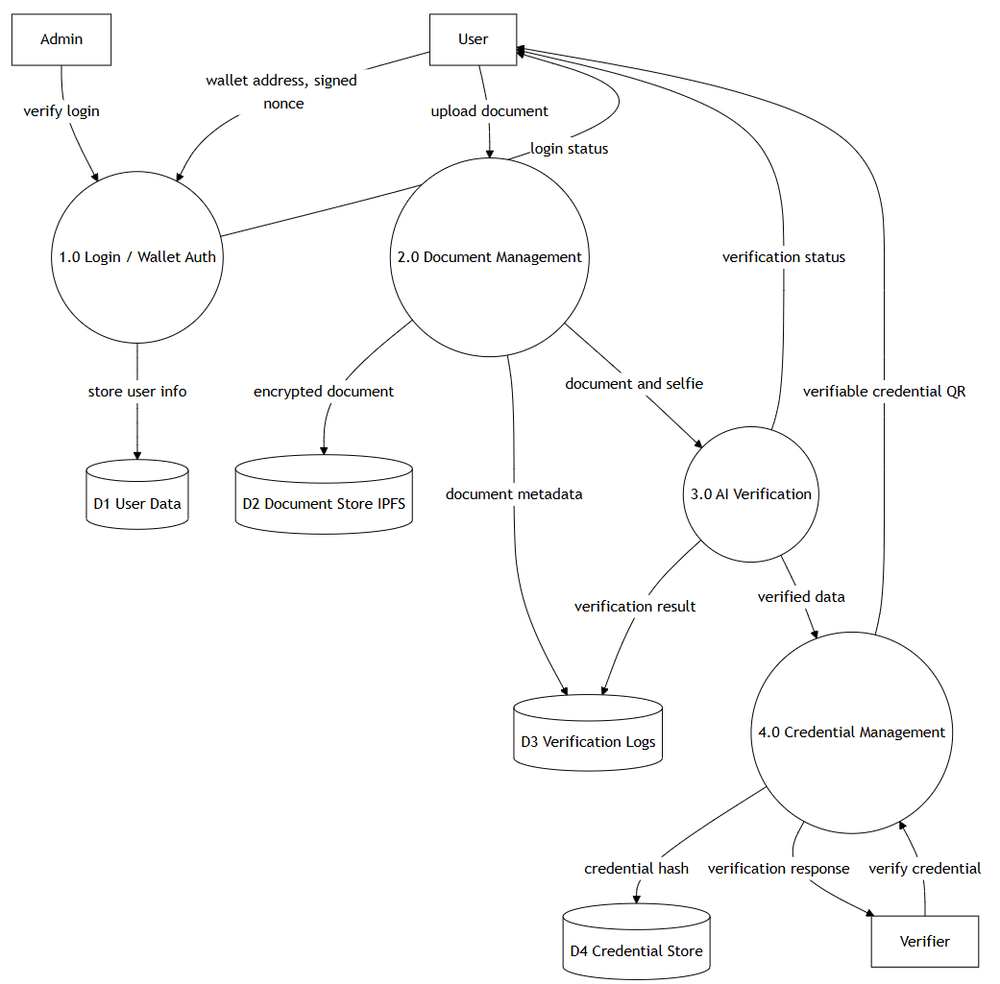 Admin
User
wallet address, signed
nonce
verify login
upload document
login status
1.0 Login / Wallet Auth
2.0 Document Management
verification status
store user info
encrypted document
document and selfie
verifiable credential QR
D1 User Data
D2 Document Store IPFS
document metadata
3.0 AI Verification
verification result
verified data
D3 Verification Logs
4.0 Credential Management
credential hash
verification response
verify credential
D4 Credential Store
Verifier